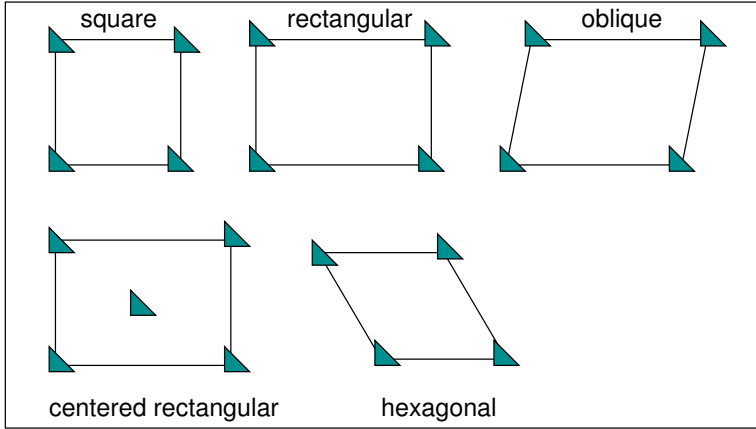 square
rectangular
oblique
centered rectangular
hexagonal